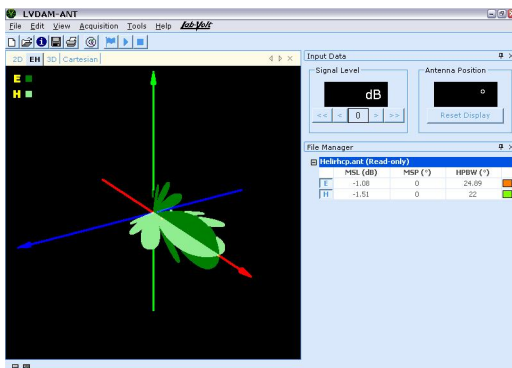 LVDAM-ANT
File Edit View Acquisition Tools Help Lab-Volt
2D EH 3D Cartesian
E
H
Input Data
Signal Level
dB
<< < 0 > >>
Antenna Position
°
Reset Display
File Manager
Helirhcp.ant (Read-only)
MSL (dB) MSP (°) HPBW (°)
E -1.08 0 24.89
H -1.51 0 22